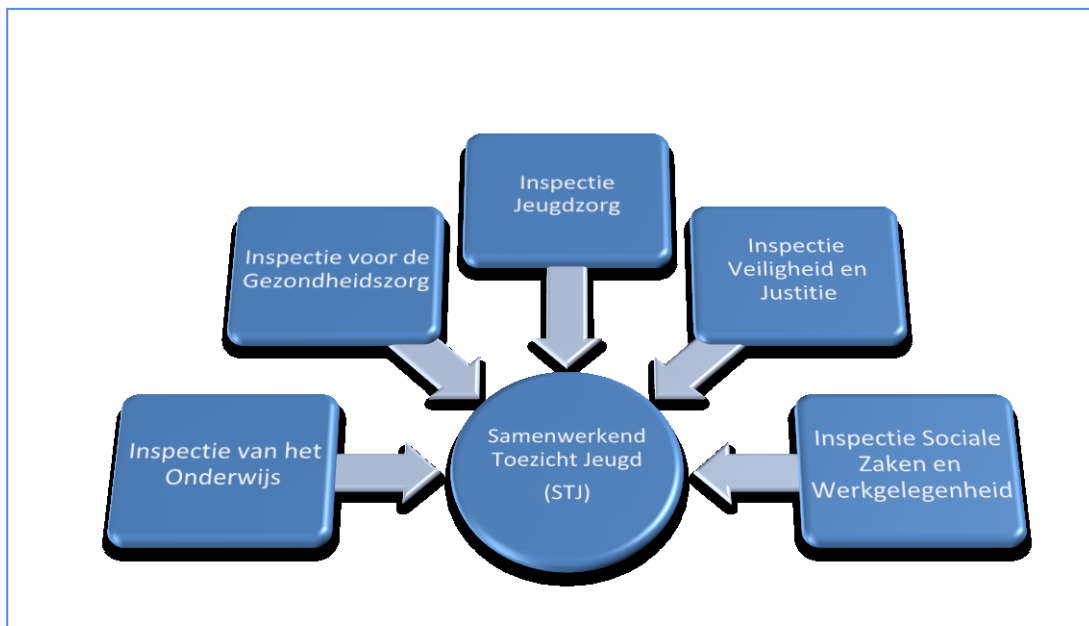 Inspectie
Jeugdzorg
Inspectie voor de
Gezondheidszorg
Inspectie
Veiligheid en
Justitie
Inspectie van het
Onderwijs
Samenwerkend
Toezicht Jeugd
(STJ)
Inspectie Sociale
Zaken en
Werkgelegenheid